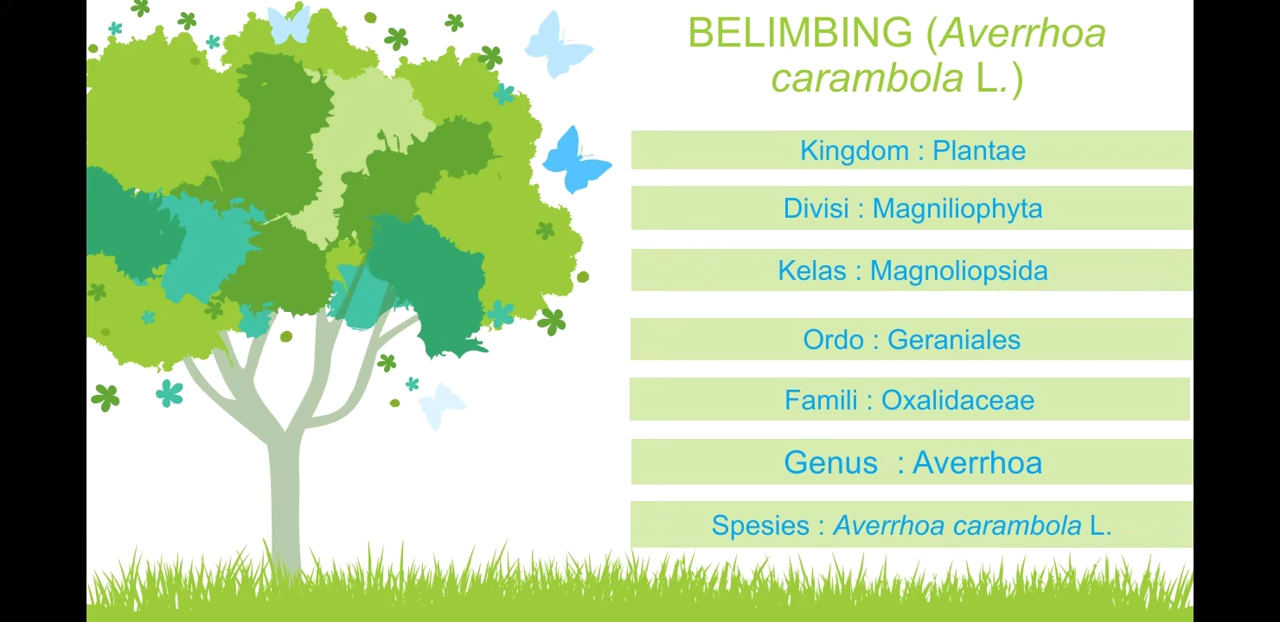 BELIMBING (Averrhoa
carambola L.)
Kingdom : Plantae
Divisi : Magniliophyta
Kelas : Magnoliopsida
Ordo : Geraniales
Famili : Oxalidaceae
Genus  : Averrhoa
Spesies : Averrhoa carambola L.